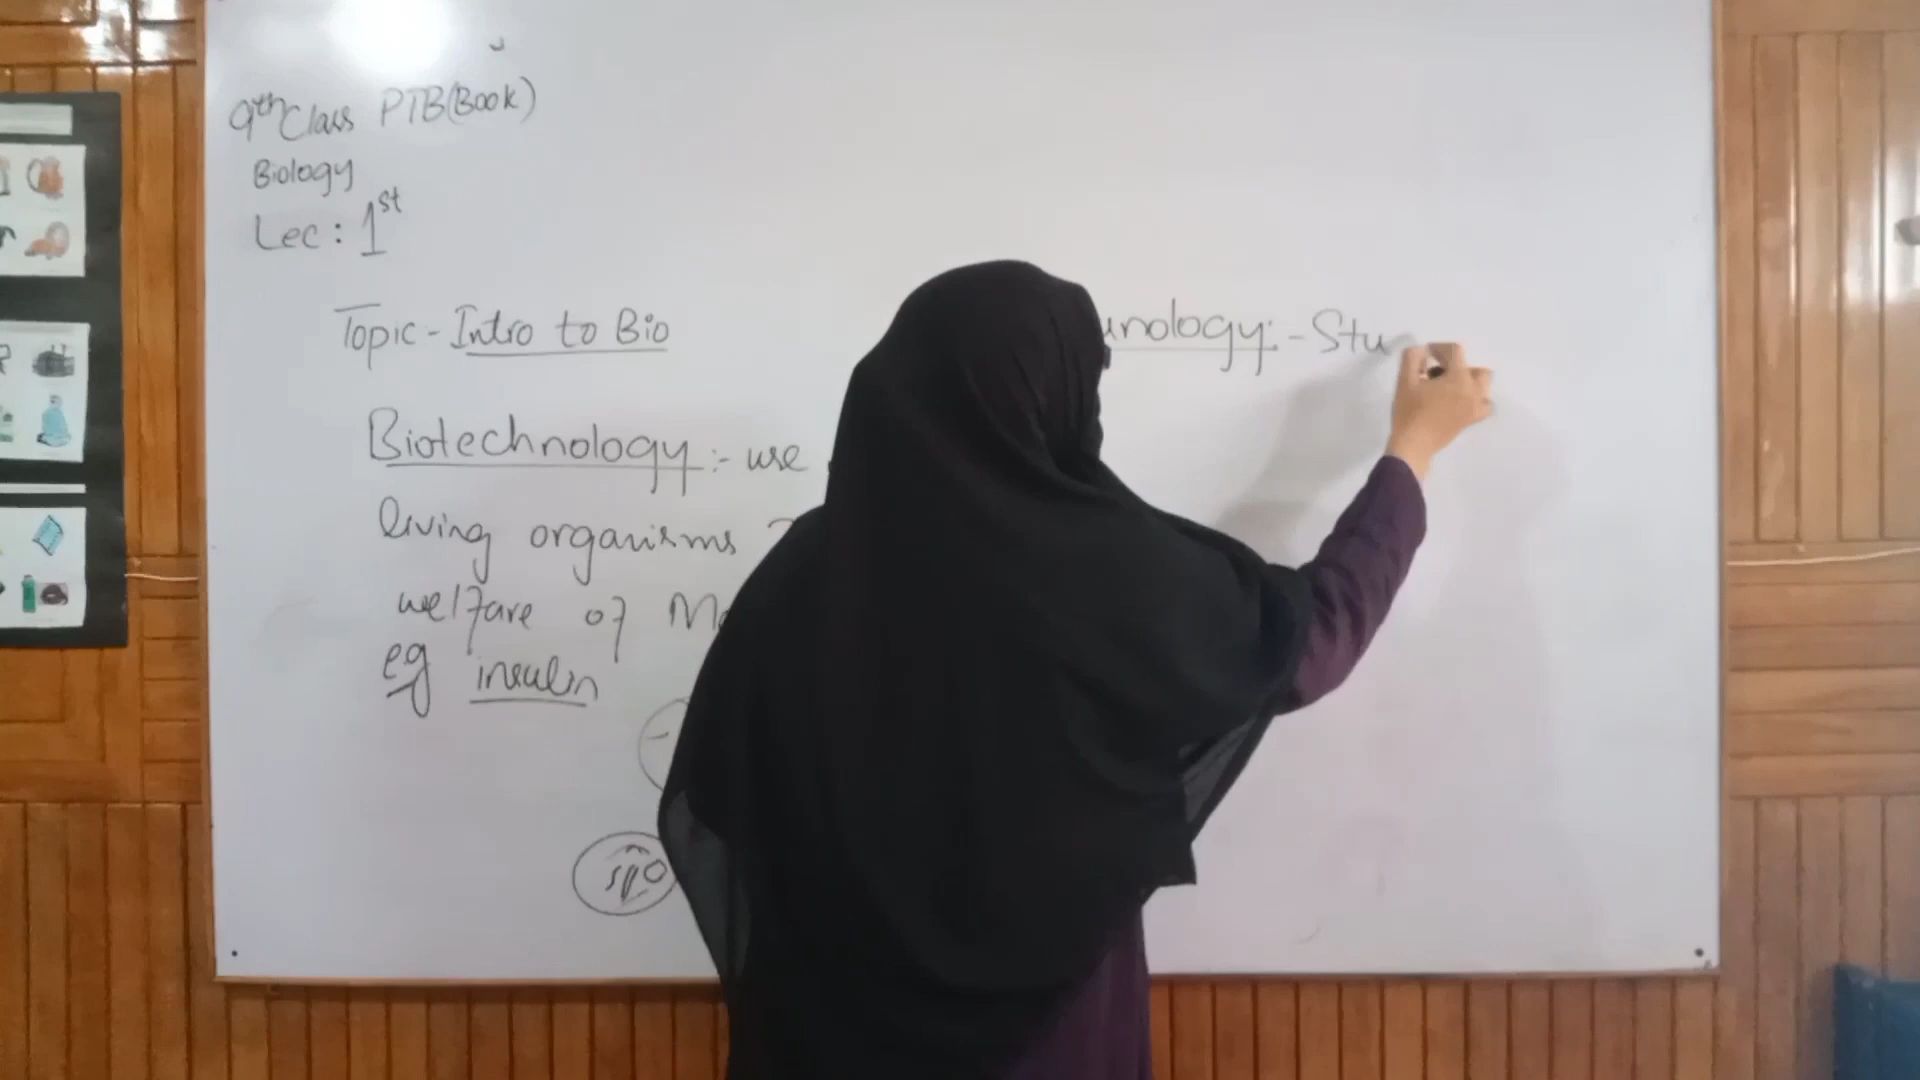 9th Class PTB(Book)
Biology
Lec: 1st
Topic - Intro to Bio
Biotechnology:- use
living organisms
welfare of
eg insulin
nology:- Stu